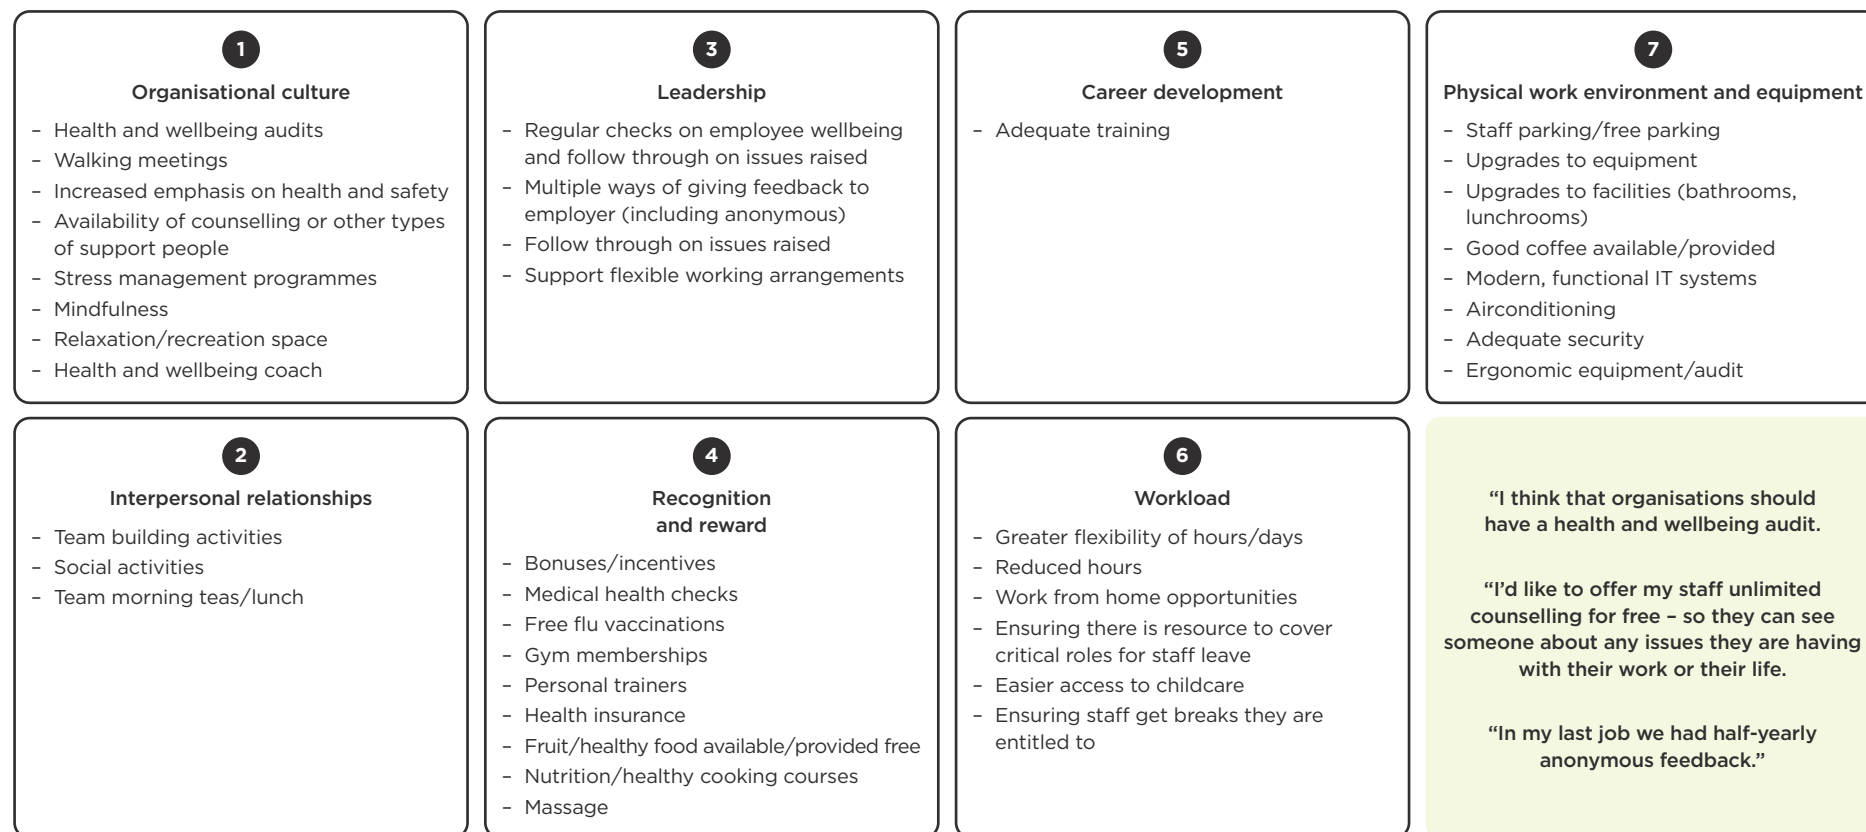 1
Organisational culture
– Health and wellbeing audits
– Walking meetings
– Increased emphasis on health and safety
– Availability of counselling or other types
of support people
– Stress management programmes
– Mindfulness
– Relaxation/recreation space
– Health and wellbeing coach
2
Interpersonal relationships
– Team building activities
– Social activities
– Team morning teas/lunch
3
Leadership
– Regular checks on employee wellbeing
and follow through on issues raised
– Multiple ways of giving feedback to
employer (including anonymous)
– Follow through on issues raised
– Support flexible working arrangements
4
Recognition
and reward
– Bonuses/incentives
– Medical health checks
– Free flu vaccinations
– Gym memberships
– Personal trainers
– Health insurance
– Fruit/healthy food available/provided free
– Nutrition/healthy cooking courses
– Massage
5
Career development
– Adequate training
6
Workload
– Greater flexibility of hours/days
– Reduced hours
– Work from home opportunities
– Ensuring there is resource to cover
critical roles for staff leave
– Easier access to childcare
– Ensuring staff get breaks they are
entitled to
7
Physical work environment and equipment
– Staff parking/free parking
– Upgrades to equipment
– Upgrades to facilities (bathrooms,
lunchrooms)
– Good coffee available/provided
– Modern, functional IT systems
– Airconditioning
– Adequate security
– Ergonomic equipment/audit
“I think that organisations should
have a health and wellbeing audit.
“I’d like to offer my staff unlimited
counselling for free – so they can see
someone about any issues they are having
with their work or their life.
“In my last job we had half-yearly
anonymous feedback.”